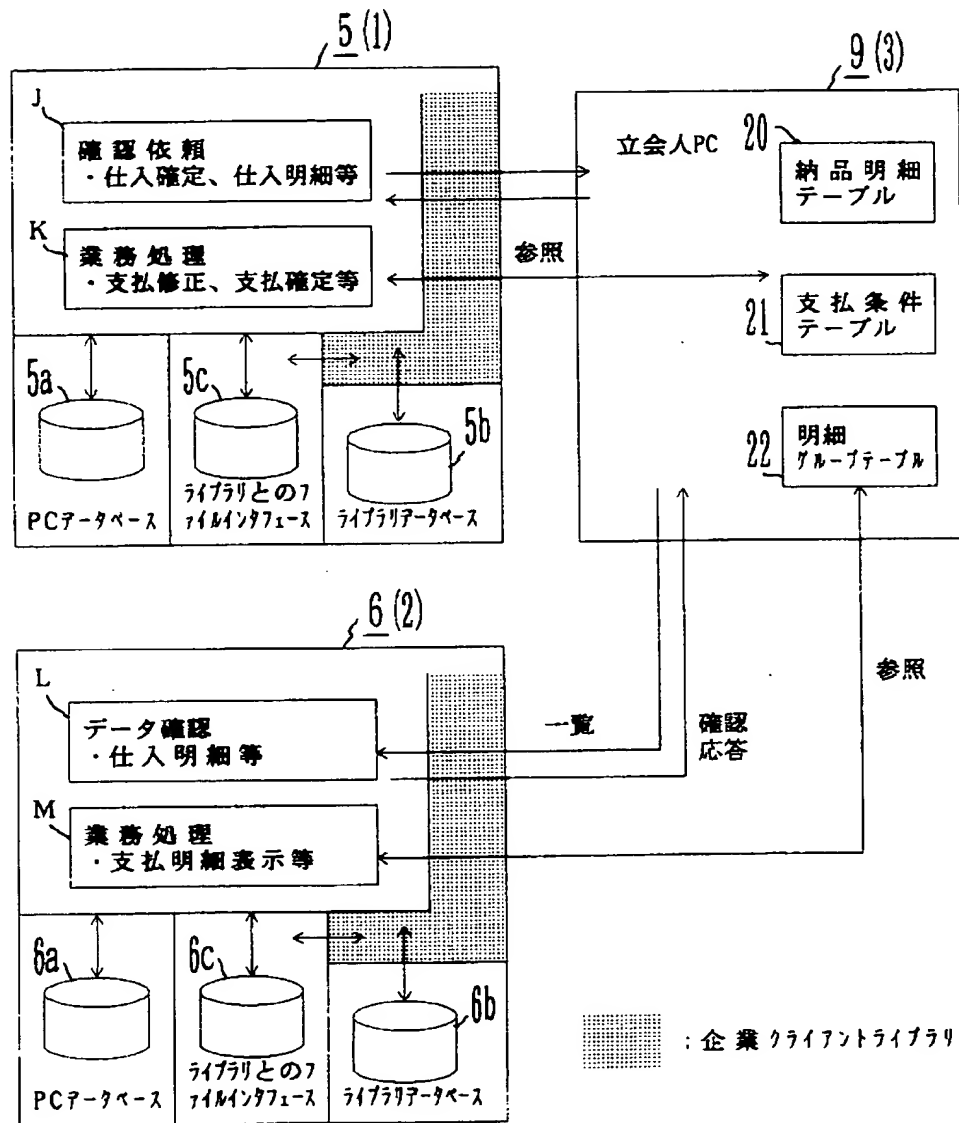 5 (1)
J
確認依頼
・仕入確定、仕入明細等
K
業務処理
・支払修正、支払確定等
5a
PCデータベース
5c
ライブラリとのフ
ァイルインタフェース
5b
ライブラリデータベース
9 (3)
立会人PC
20
納品明細
テーブル
参照
21
支払条件
テーブル
22
明細
グループテーブル
6 (2)
L
データ確認
・仕入明細等
M
業務処理
・支払明細表示等
一覧
確認
応答
参照
6a
PCデータベース
6c
ライブラリとのフ
ァイルインタフェース
6b
ライブラリデータベース
:企業クライアントライブラリ